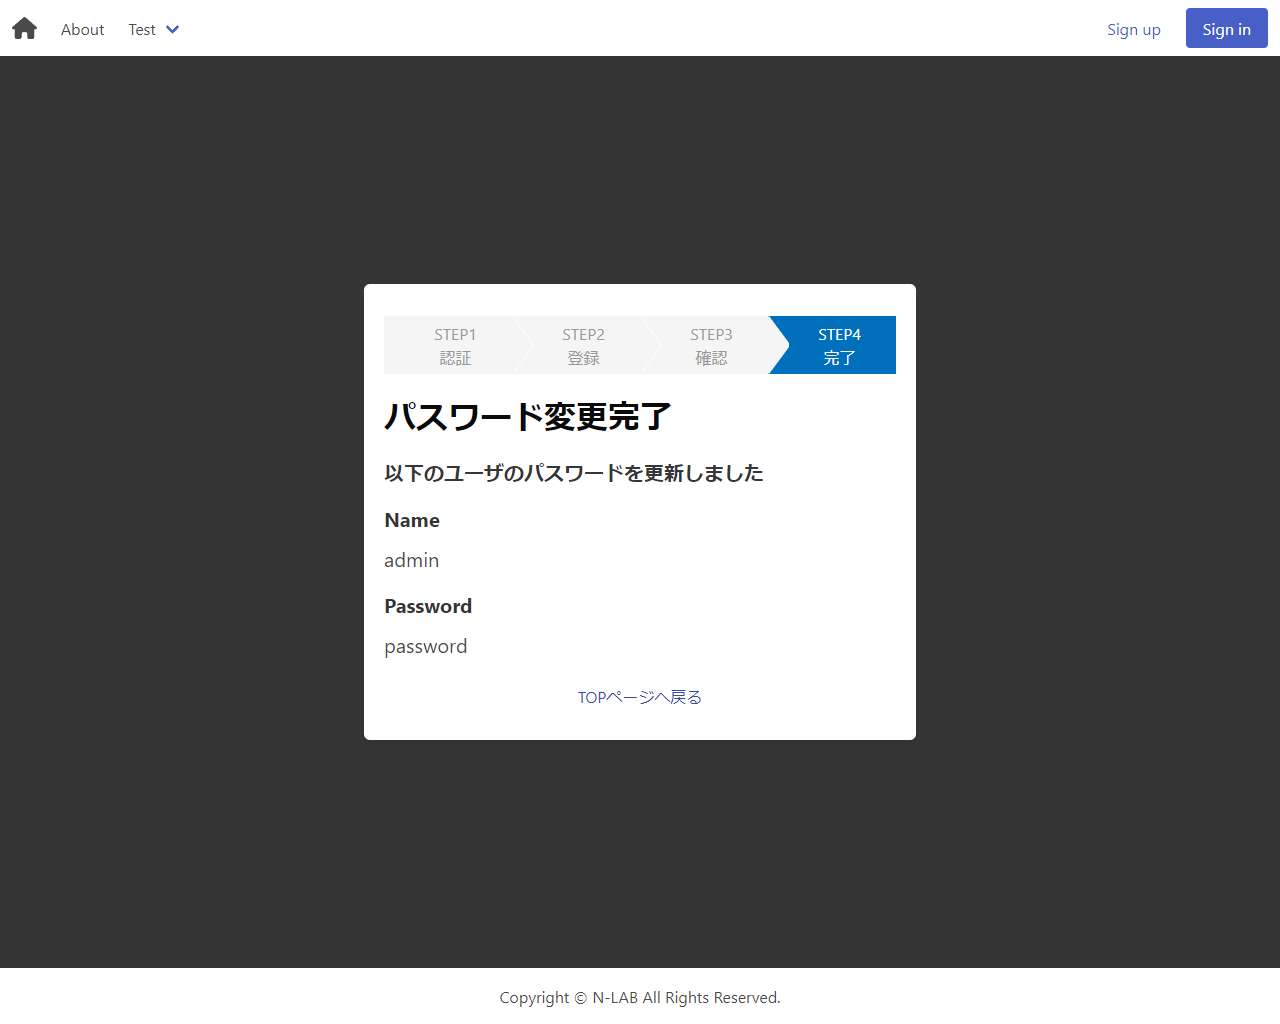 About Test Sign up Sign in
STEP1 STEP2 STEP3 STEP4
認証 登録 確認 完了
パスワード変更完了
以下のユーザのパスワードを更新しました
Name
admin
Password
password
TOPページへ戻る
Copyright © N-LAB All Rights Reserved.